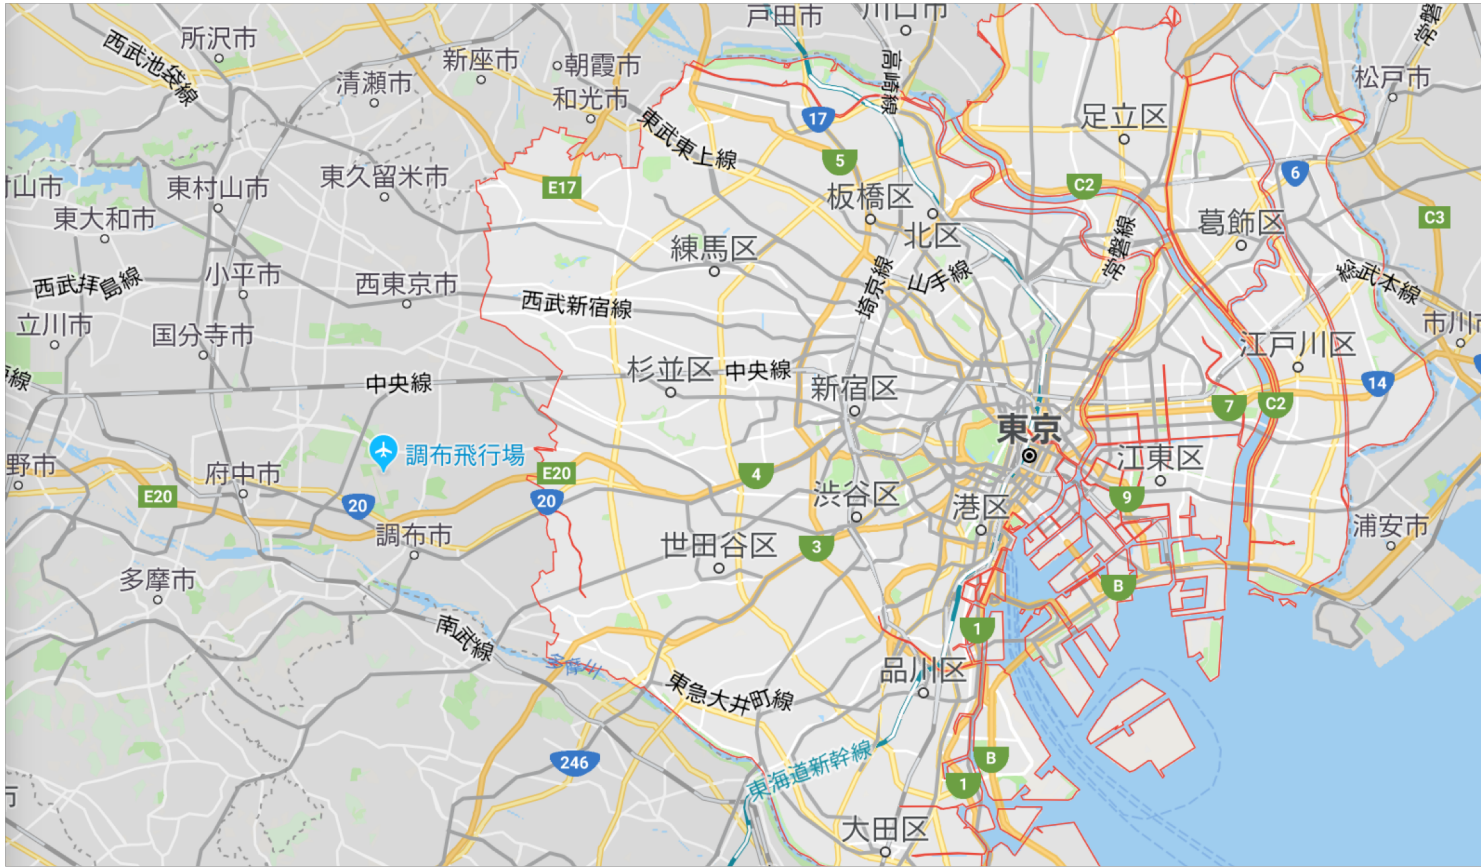 戸田市
川口市
所沢市
西武池袋線
新座市
朝霞市
清瀬市
和光市
高崎線
松戸市
17
東武東上線
足立区
5
6
東村山市
東久留米市
E17
C2
板橋区
C3
東大和市
北区
葛飾区
練馬区
常磐線
小平市
西武拝島線
西東京市
西武新宿線
埼京線
山手線
総武本線
立川市
国分寺市
市川
江戸川区
中央線
杉並区
中央線
新宿区
14
7
C2
東京
調布飛行場
江東区
府中市
E20
20
E20
20
4
渋谷区
港区
9
浦安市
調布市
世田谷区
3
多摩市
B
南武線
1
多摩川
品川区
東急大井町線
246
東海道新幹線
B
1
大田区